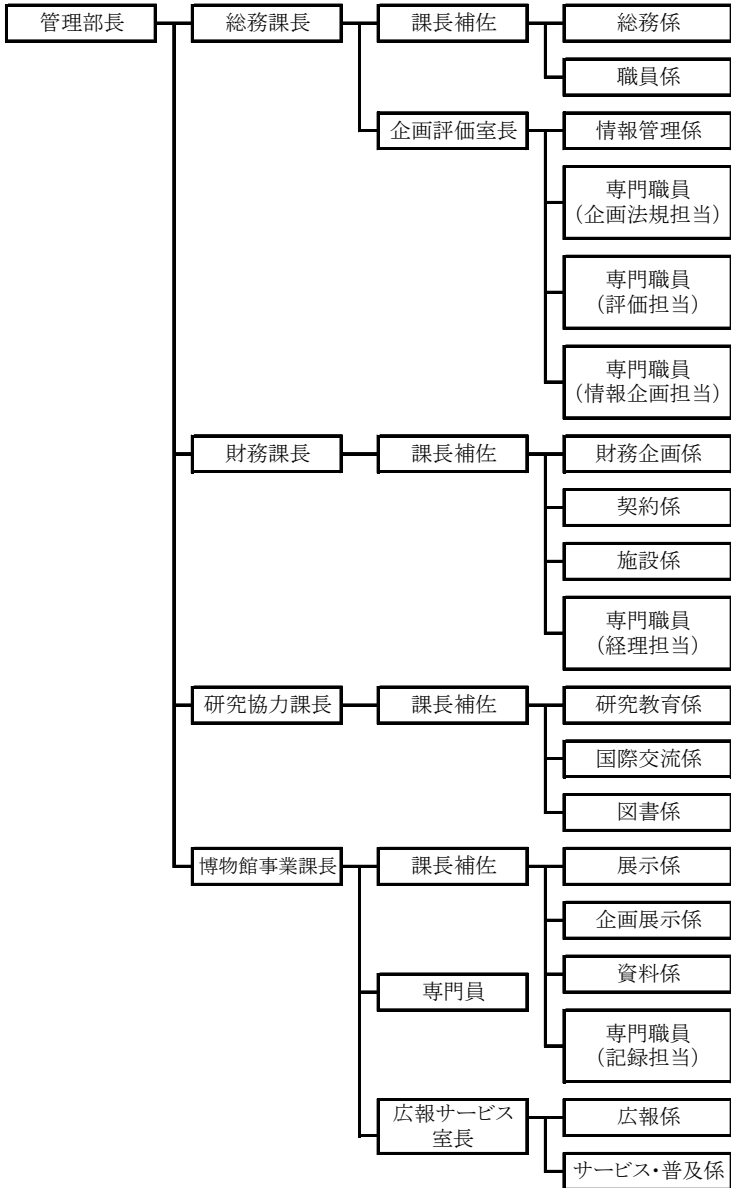 管理部長
総務課長
課長補佐
総務係
職員係
企画評価室長
情報管理係
専門職員
(企画法規担当)
専門職員
(評価担当)
専門職員
(情報企画担当)
財務課長
課長補佐
財務企画係
契約係
施設係
専門職員
(経理担当)
研究協力課長
課長補佐
研究教育係
国際交流係
図書係
博物館事業課長
課長補佐
展示係
企画展示係
資料係
専門職員
(記録担当)
専門員
広報サービス
室長
広報係
サービス・普及係